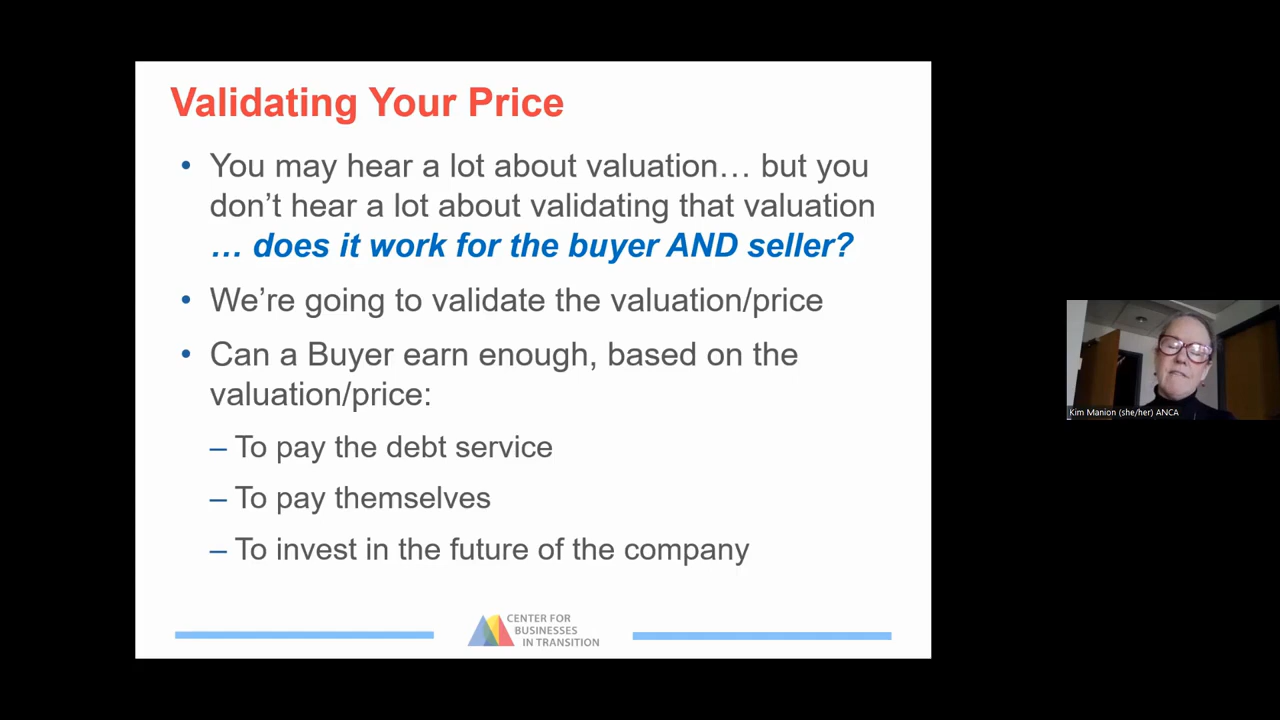 Validating Your Price
• You may hear a lot about valuation… but you
don’t hear a lot about validating that valuation
… does it work for the buyer AND seller?
• We’re going to validate the valuation/price
• Can a Buyer earn enough, based on the
valuation/price:
– To pay the debt service
– To pay themselves
– To invest in the future of the company
CENTER FOR
BUSINESSES
IN TRANSITION
Kim Manion (she/her) ANCA